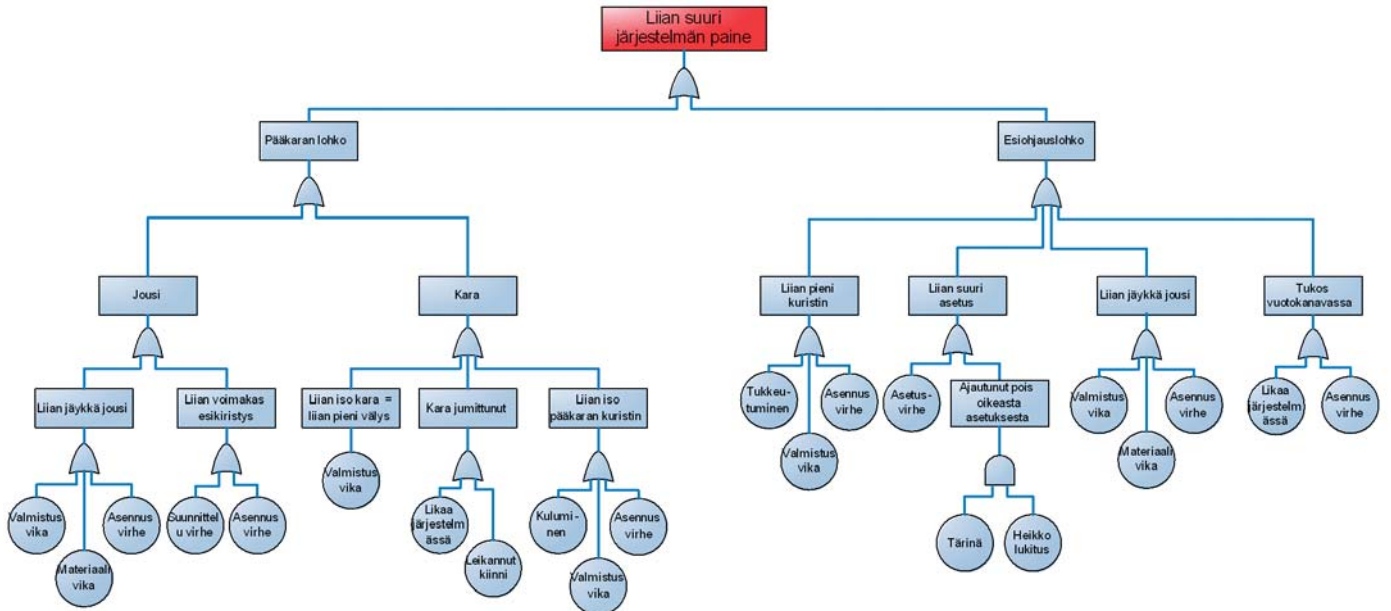 Liian suuri
järjestelmän paine
Pääkaran lohko
Esiohjauslohko
Jousi
Kara
Liian pieni
kuristin
Liian suuri
asetus
Liian jäykkä jousi
Tukos
vuotokanavassa
Liian jäykkä jousi
Liian voimakas
esikiristys
Liian iso kara =
liian pieni välys
Kara jumittunut
Liian iso
pääkaran kuristin
Tukkeu-
tuminen
Valmistus
vika
Asennus
virhe
Asetus-
virhe
Ajautunut pois
oikeasta
asetuksesta
Valmistus
vika
Materiaali
vika
Asennus
virhe
Likaa
järjestelm
ässä
Asennus
virhe
Valmistus
vika
Materiaali
vika
Asennus
virhe
Suunnittel
u virhe
Asennus
virhe
Valmistus
vika
Likaa
järjestelm
ässä
Leikannut
kiinni
Kulumi-
nen
Valmistus
vika
Asennus
virhe
Tärinä
Heikko
lukitus